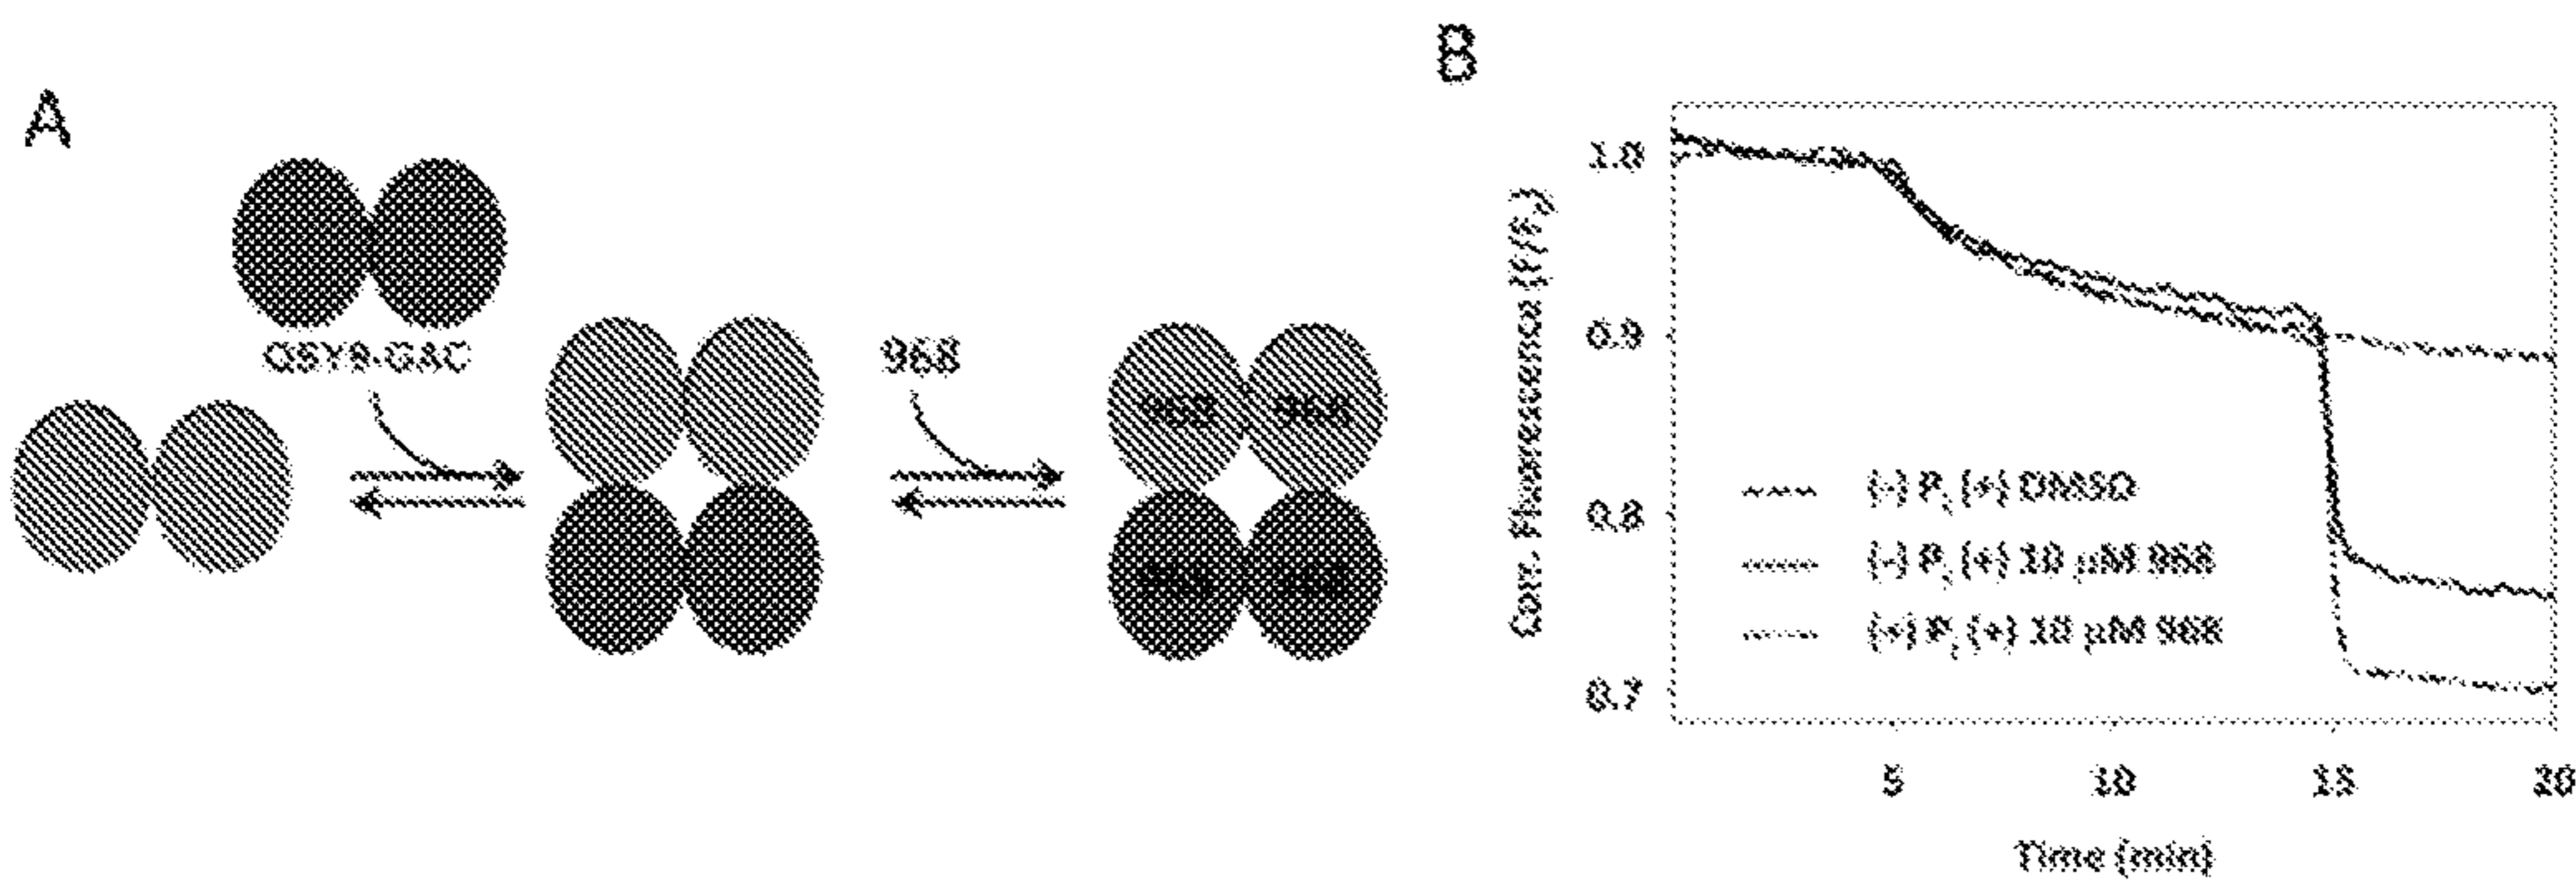 A
B
QSY9-GAC
968
968 968
968 968
Corr. Fluorescence (F/F₀)
1.0
0.9
0.8
0.7
(-) Pᵢ (+) DMSO
(-) Pᵢ (+) 10 µM 968
(+) Pᵢ (+) 10 µM 968
5 10 15 20
Time (min)